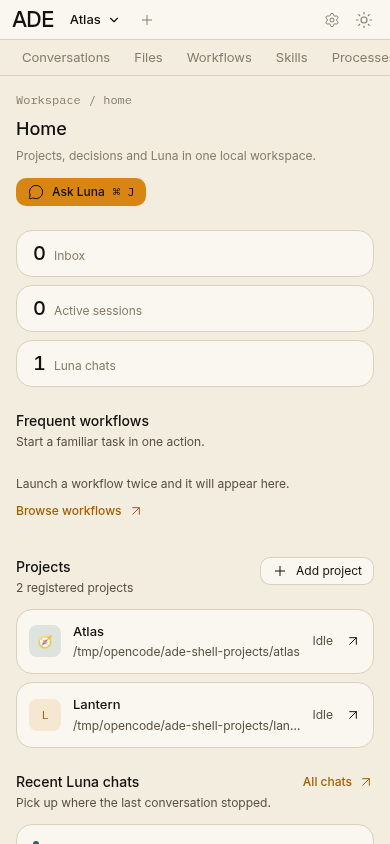 ADE Atlas
Conversations Files Workflows Skills Processes
Workspace / home
Home
Projects, decisions and Luna in one local workspace.
Ask Luna ⌘ J
0 Inbox
0 Active sessions
1 Luna chats
Frequent workflows
Start a familiar task in one action.
Launch a workflow twice and it will appear here.
Browse workflows
Projects
Add project
2 registered projects
Atlas
/tmp/opencode/ade-shell-projects/atlas
Idle
L
Lantern
/tmp/opencode/ade-shell-projects/lan...
Idle
Recent Luna chats
All chats
Pick up where the last conversation stopped.